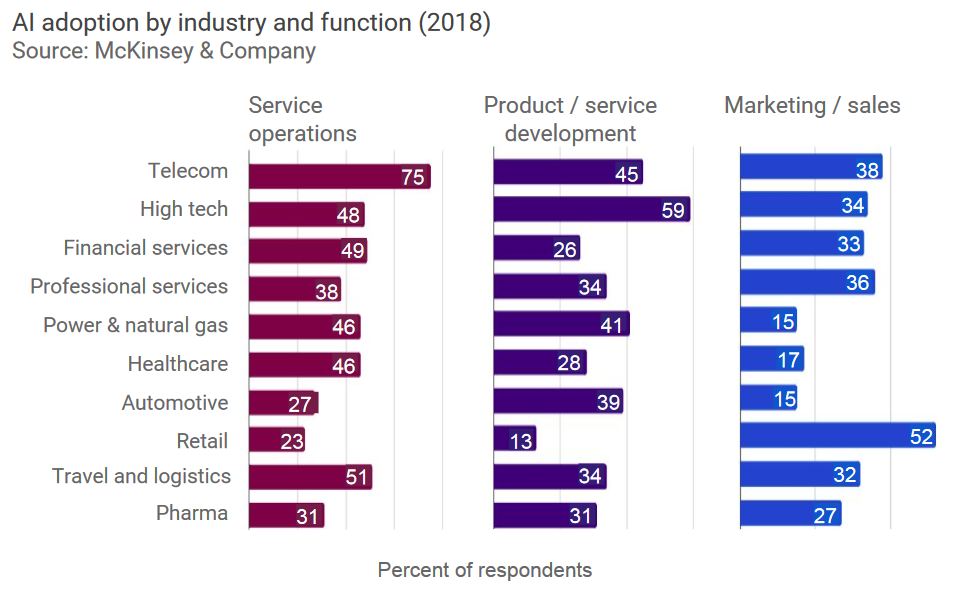 AI adoption by industry and function (2018)
Source: McKinsey & Company
Service
operations
Product / service
development
Marketing / sales
Telecom 75 45 38
High tech 48 59 34
Financial services 49 26 33
Professional services 38 34 36
Power & natural gas 46 41 15
Healthcare 46 28 17
Automotive 27 39 15
Retail 23 13 52
Travel and logistics 51 34 32
Pharma 31 31 27
Percent of respondents